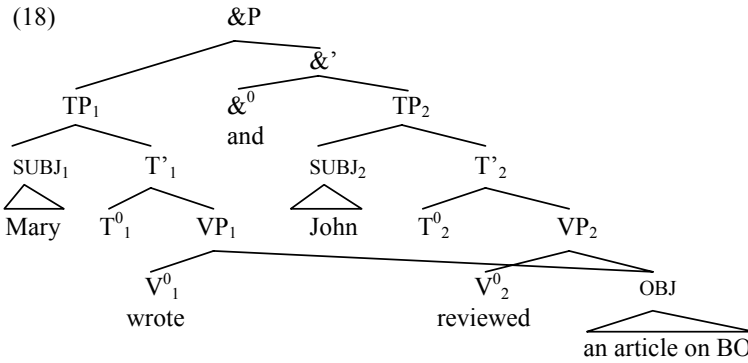 (18) &P
&’
TP₁ &⁰ TP₂
and
SUBJ₁ T’₁ SUBJ₂ T’₂
Mary T⁰₁ VP₁ John T⁰₂ VP₂
V⁰₁ V⁰₂ OBJ
wrote reviewed
an article on BO